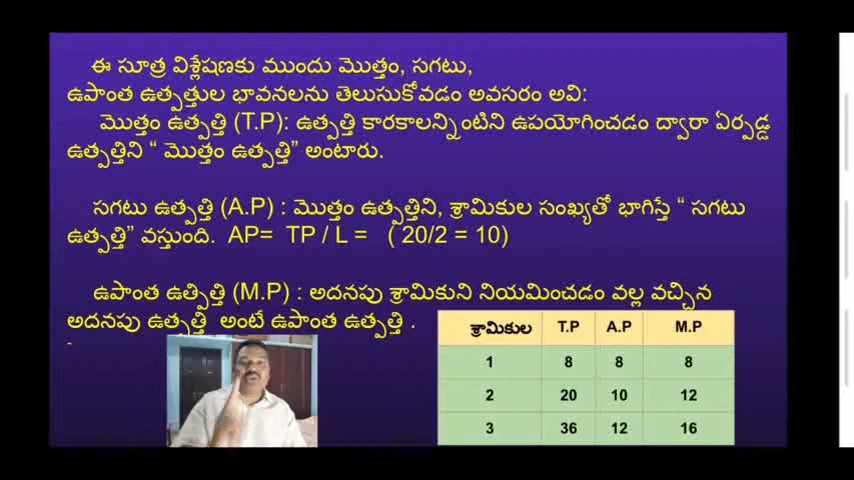 ఈ సూత్ర విశ్లేషణకు ముందు మొత్తం, సగటు,
ఉపాంత ఉత్పత్తుల భావనలను తెలుసుకోవడం అవసరం అవి:
మొత్తం ఉత్పత్తి (T.P): ఉత్పత్తి కారకాలన్నింటిని ఉపయోగించడం ద్వారా ఏర్పడ్డ
ఉత్పత్తిని “ మొత్తం ఉత్పత్తి” అంటారు.
సగటు ఉత్పత్తి (A.P) : మొత్తం ఉత్పత్తిని, శ్రామికుల సంఖ్యతో భాగిస్తే “ సగటు
ఉత్పత్తి” వస్తుంది. AP= TP / L = ( 20/2 = 10)
ఉపాంత ఉత్పిత్తి (M.P) : అదనపు శ్రామికుని నియమించడం వల్ల వచ్చిన
అదనపు ఉత్పత్తి అంటే ఉపాంత ఉత్పత్తి .
శ్రామికుల T.P A.P M.P
1 8 8 8
2 20 10 12
3 36 12 16